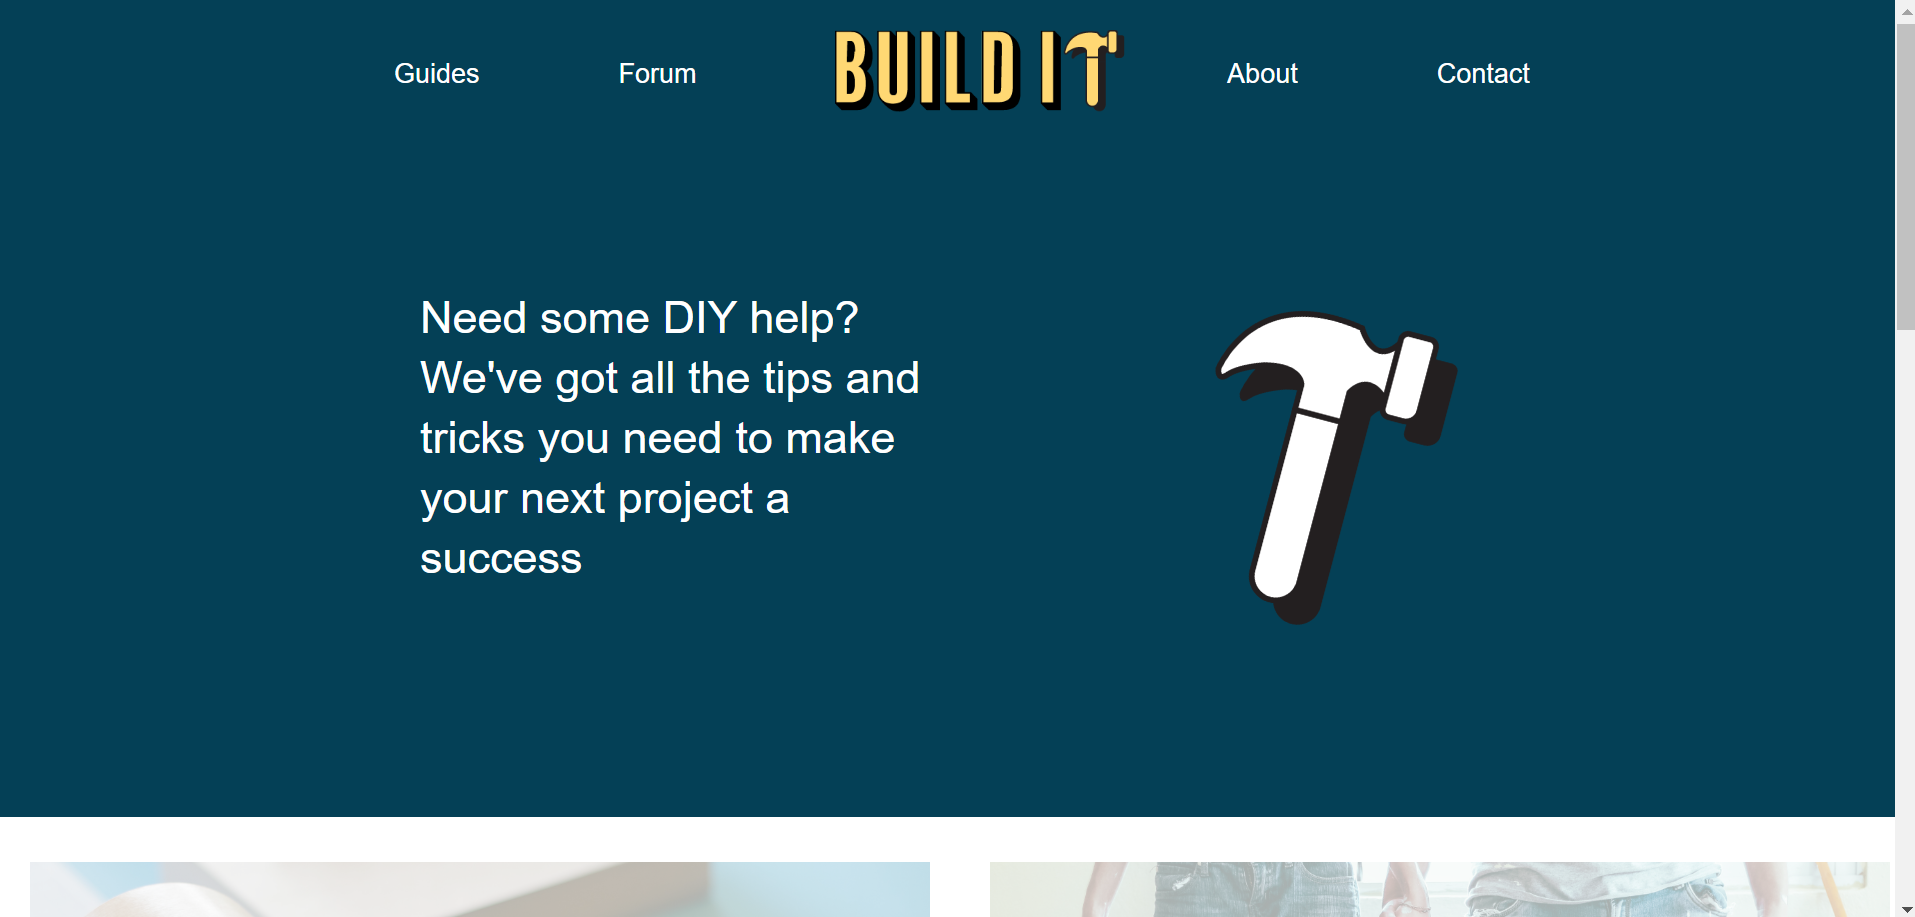 Guides
Forum
BUILD IT
About
Contact
Need some DIY help?
We've got all the tips and
tricks you need to make
your next project a
success